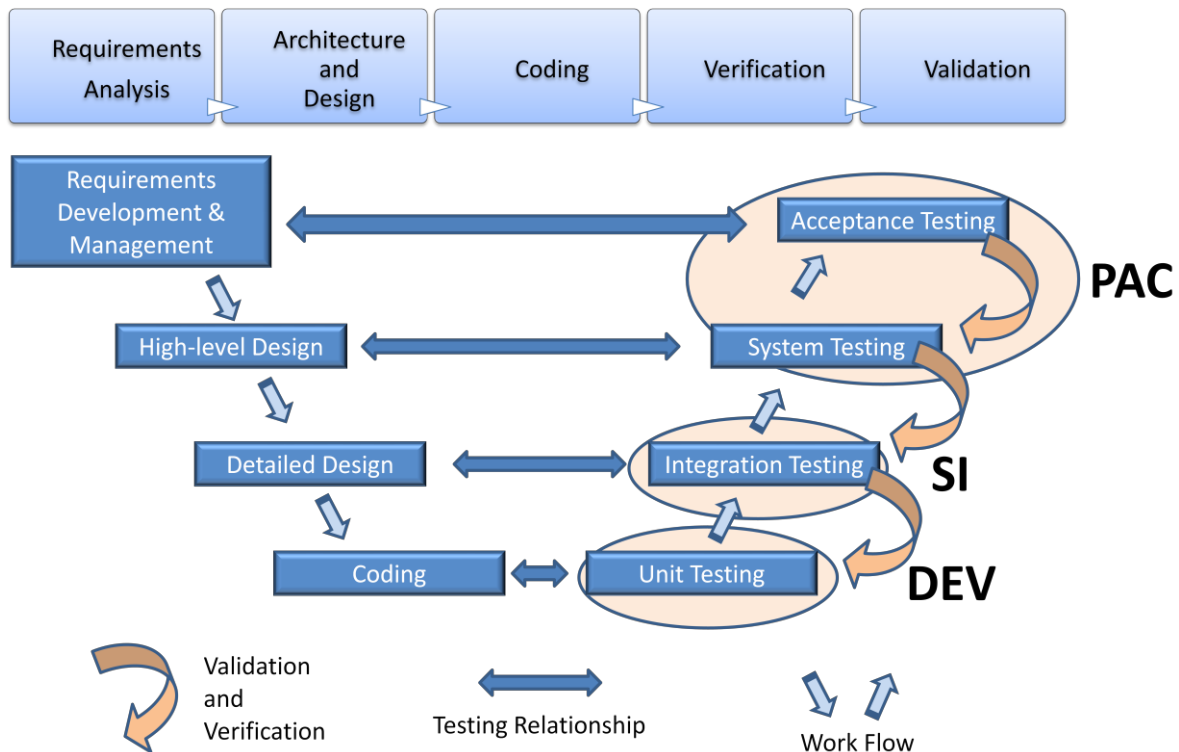 Requirements
Analysis
Architecture
and
Design
Coding
Verification
Validation
Requirements
Development &
Management
Acceptance Testing
PAC
High-level Design
System Testing
Detailed Design
Integration Testing
SI
Coding
Unit Testing
DEV
Validation
and
Verification
Testing Relationship
Work Flow